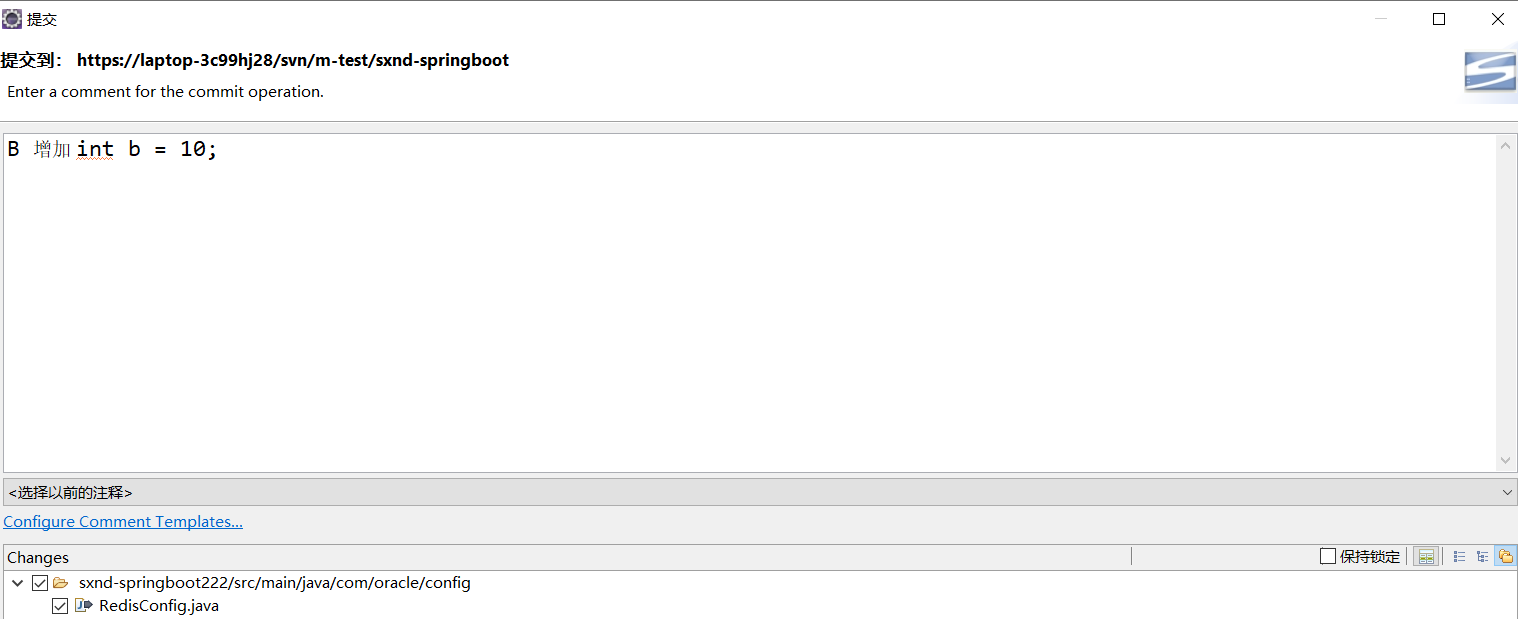 提交
提交到： https://laptop-3c99hj28/svn/m-test/sxnd-springboot
Enter a comment for the commit operation.
B 增加 int b = 10;
<选择以前的注释>
Configure Comment Templates...
Changes
保持锁定
sxnd-springboot222/src/main/java/com/oracle/config
RedisConfig.java